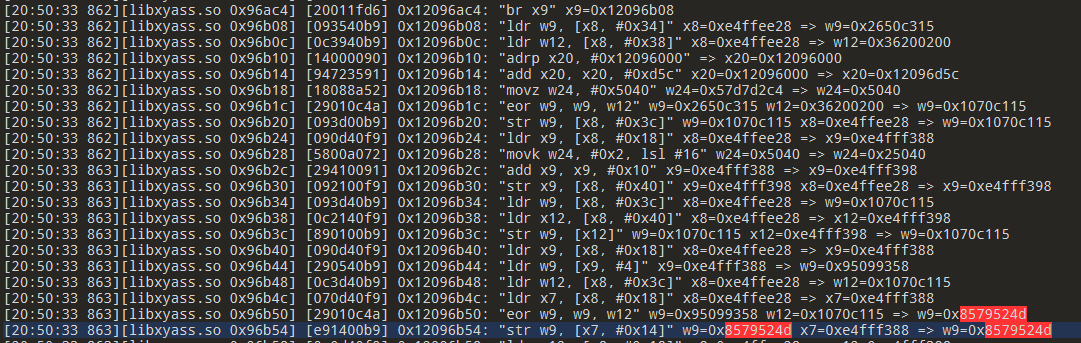 [20:50:33 862][libxyass.so 0x96ac4] [20011fd6] 0x12096ac4: "br x9" x9=0x12096b08
[20:50:33 862][libxyass.so 0x96b08] [093540b9] 0x12096b08: "ldr w9, [x8, #0x34]" x8=0xe4ffee28 => w9=0x2650c315
[20:50:33 862][libxyass.so 0x96b0c] [0c3940b9] 0x12096b0c: "ldr w12, [x8, #0x38]" x8=0xe4ffee28 => w12=0x36200200
[20:50:33 862][libxyass.so 0x96b10] [14000090] 0x12096b10: "adrp x20, #0x12096000" => x20=0x12096000
[20:50:33 862][libxyass.so 0x96b14] [94723591] 0x12096b14: "add x20, x20, #0xd5c" x20=0x12096000 => x20=0x12096d5c
[20:50:33 862][libxyass.so 0x96b18] [18088a52] 0x12096b18: "movz w24, #0x5040" w24=0x57d7d2c4 => w24=0x5040
[20:50:33 862][libxyass.so 0x96b1c] [29010c4a] 0x12096b1c: "eor w9, w9, w12" w9=0x2650c315 w12=0x36200200 => w9=0x1070c115
[20:50:33 862][libxyass.so 0x96b20] [093d00b9] 0x12096b20: "str w9, [x8, #0x3c]" w9=0x1070c115 x8=0xe4ffee28 => w9=0x1070c115
[20:50:33 862][libxyass.so 0x96b24] [090d40f9] 0x12096b24: "ldr x9, [x8, #0x18]" x8=0xe4ffee28 => x9=0xe4fff388
[20:50:33 862][libxyass.so 0x96b28] [5800a072] 0x12096b28: "movk w24, #0x2, lsl #16" w24=0x5040 => w24=0x25040
[20:50:33 862][libxyass.so 0x96b2c] [29410091] 0x12096b2c: "add x9, x9, #0x10" x9=0xe4fff388 => x9=0xe4fff398
[20:50:33 863][libxyass.so 0x96b30] [092100f9] 0x12096b30: "str x9, [x8, #0x40]" x9=0xe4fff398 x8=0xe4ffee28 => x9=0xe4fff398
[20:50:33 863][libxyass.so 0x96b34] [093d40b9] 0x12096b34: "ldr w9, [x8, #0x3c]" x8=0xe4ffee28 => w9=0x1070c115
[20:50:33 863][libxyass.so 0x96b38] [0c2140f9] 0x12096b38: "ldr x12, [x8, #0x40]" x8=0xe4ffee28 => x12=0xe4fff398
[20:50:33 863][libxyass.so 0x96b3c] [890100b9] 0x12096b3c: "str w9, [x12]" w9=0x1070c115 x12=0xe4fff398 => w9=0x1070c115
[20:50:33 863][libxyass.so 0x96b40] [090d40f9] 0x12096b40: "ldr x9, [x8, #0x18]" x8=0xe4ffee28 => x9=0xe4fff388
[20:50:33 863][libxyass.so 0x96b44] [290540b9] 0x12096b44: "ldr w9, [x9, #4]" x9=0xe4fff388 => w9=0x95099358
[20:50:33 863][libxyass.so 0x96b48] [0c3d40b9] 0x12096b48: "ldr w12, [x8, #0x3c]" x8=0xe4ffee28 => w12=0x1070c115
[20:50:33 863][libxyass.so 0x96b4c] [070d40f9] 0x12096b4c: "ldr x7, [x8, #0x18]" x8=0xe4ffee28 => x7=0xe4fff388
[20:50:33 863][libxyass.so 0x96b50] [29010c4a] 0x12096b50: "eor w9, w9, w12" w9=0x95099358 w12=0x1070c115 => w9=0x8579524d
[20:50:33 863][libxyass.so 0x96b54] [e91400b9] 0x12096b54: "str w9, [x7, #0x14]" w9=0x8579524d x7=0xe4fff388 => w9=0x8579524d